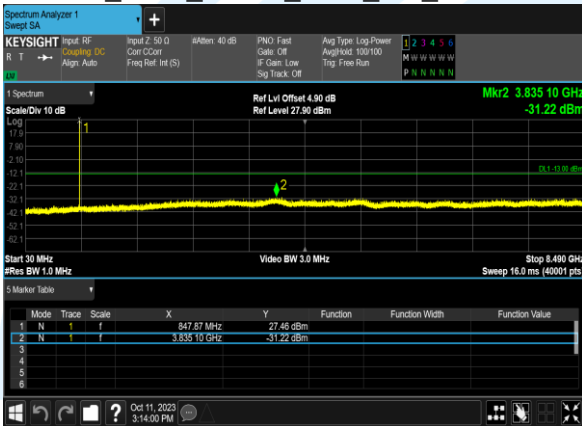 Spectrum Analyzer 1
Swept SA
+
KEYSIGHT Input: RF Input Z: 50 Ω #Atten: 40 dB PNO: Fast Avg Type: Log-Power 1 2 3 4 5 6
R T Coupling: DC Corr CCorr Gate: Off Avg|Hold: 100/100 M W W W W W
Align: Auto Freq Ref: Int (S) IF Gain: Low Trig: Free Run
LU Sig Track: Off P N N N N N
1 Spectrum Ref Lvl Offset 4.90 dB Mkr2 3.835 10 GHz
Scale/Div 10 dB Ref Level 27.90 dBm -31.22 dBm
Log
17.9
7.90
-2.10
-12.1
-22.1
-32.1
-42.1
-52.1
-62.1
1
DL1 -13.00 dBm
2
Start 30 MHz Video BW 3.0 MHz Stop 8.490 GHz
#Res BW 1.0 MHz Sweep 16.0 ms (40001 pts
5 Marker Table
Mode Trace Scale X Y Function Function Width Function Value
1 N 1 f 847.87 MHz 27.46 dBm
2 N 1 f 3.835 10 GHz -31.22 dBm
3
4
5
6
? Oct 11, 2023
3:14:00 PM